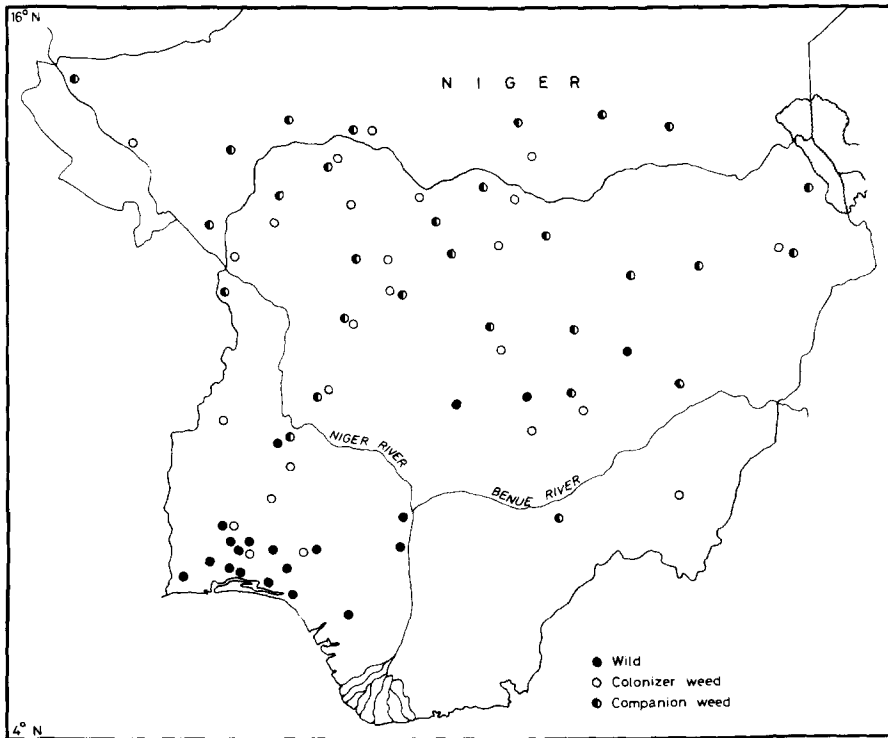 16° N
N I G E R
NIGER RIVER
BENUE RIVER
Wild
Colonizer weed
Companion weed
4° N